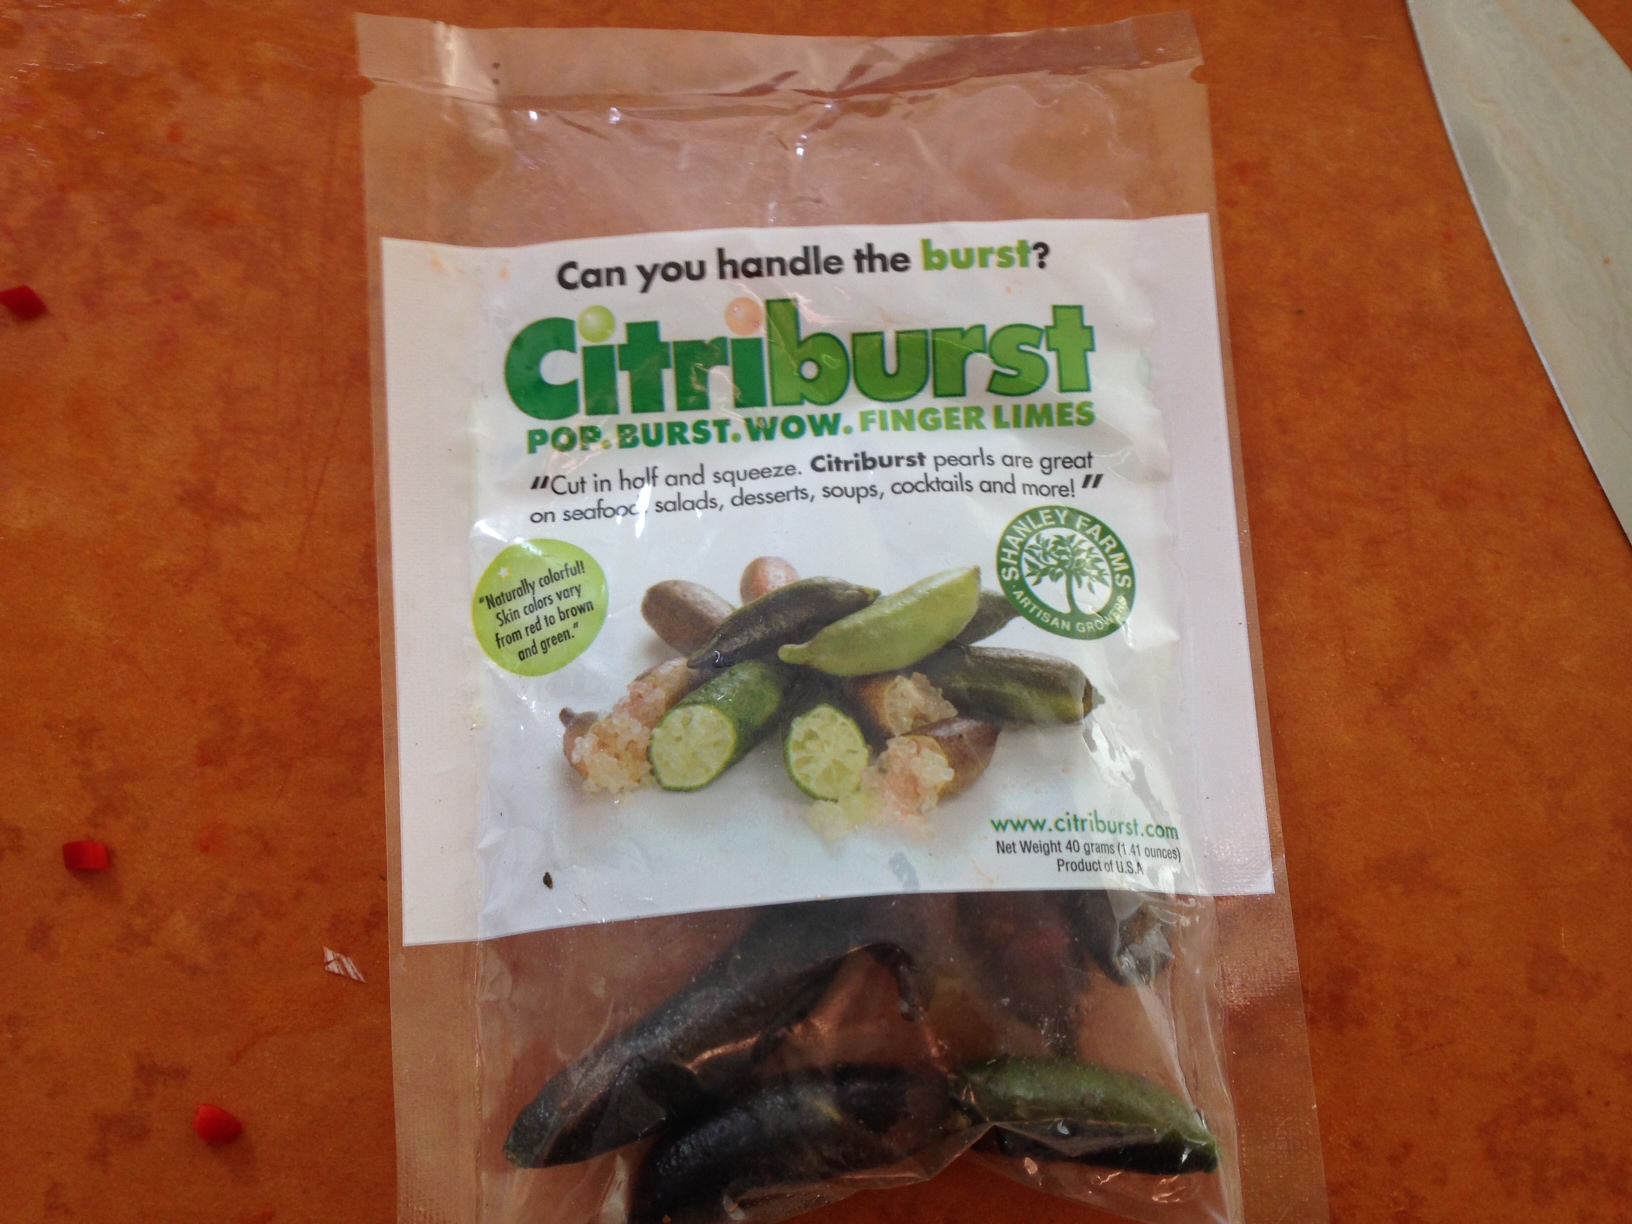 Can you handle the burst?
Citriburst
POP. BURST. WOW. FINGER LIMES
"Cut in half and squeeze. Citriburst pearls are great
on seafood, salads, desserts, soups, cocktails and more!"
SHANLEY FARMS
ARTISAN GROWERS
"Naturally colorful!
Skin colors vary
from red to brown
and green."
www.citriburst.com
Net Weight 40 grams (1.41 ounces)
Product of U.S.A